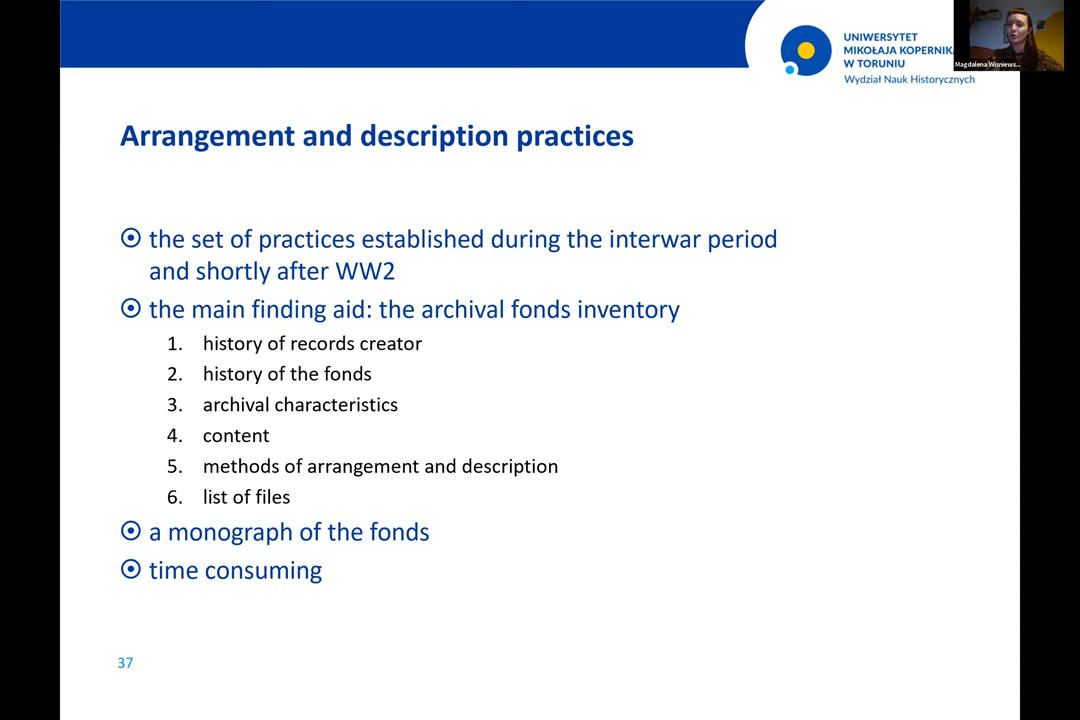 UNIWERSYTET
MIKOŁAJA KOPERNIKA
W TORUNIU
Wydział Nauk Historycznych
Magdalena Wisniews...
Arrangement and description practices
the set of practices established during the interwar period
and shortly after WW2
the main finding aid: the archival fonds inventory
1. history of records creator
2. history of the fonds
3. archival characteristics
4. content
5. methods of arrangement and description
6. list of files
a monograph of the fonds
time consuming
37